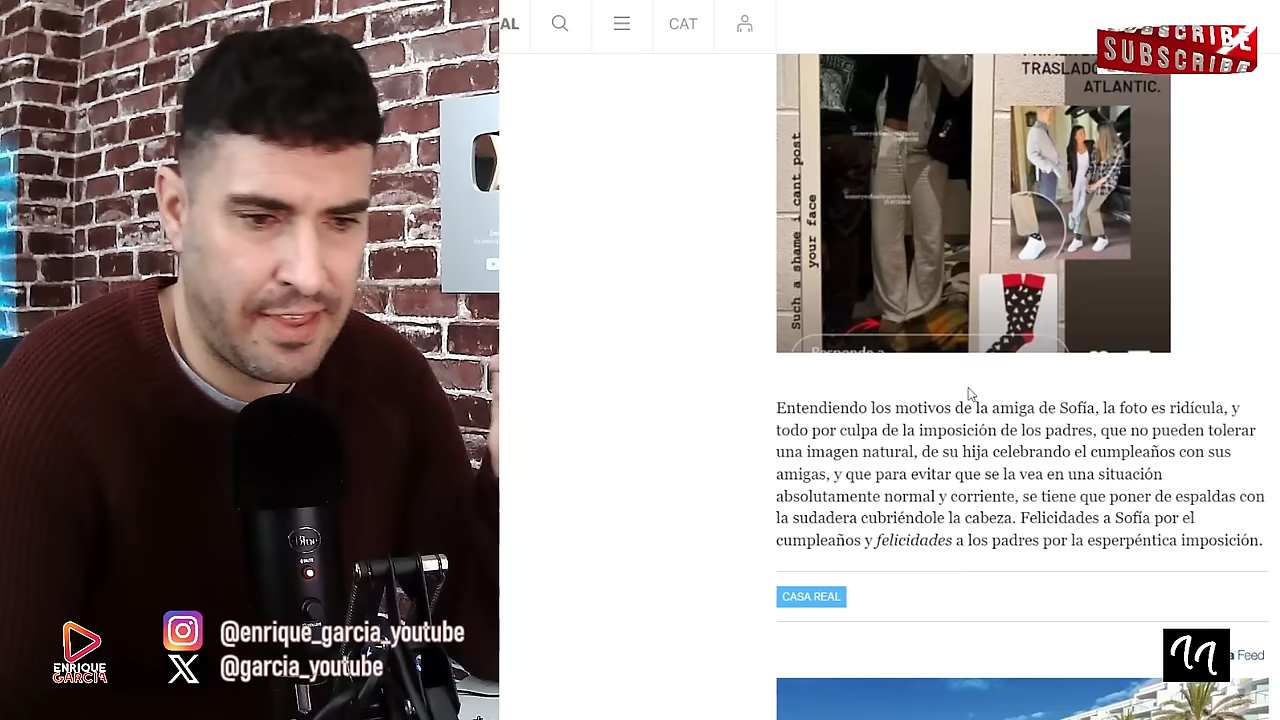 AL
CAT
SUBSCRIBE
SUBSCRIBE
TRASLADO
ATLANTIC.
Such a shame i cant post
your face
Responde a
Entendiendo los motivos de la amiga de Sofía, la foto es ridícula, y
todo por culpa de la imposición de los padres, que no pueden tolerar
una imagen natural, de su hija celebrando el cumpleaños con sus
amigas, y que para evitar que se la vea en una situación
absolutamente normal y corriente, se tiene que poner de espaldas con
la sudadera cubriéndole la cabeza. Felicidades a Sofía por el
cumpleaños y felicidades a los padres por la esperpéntica imposición.
CASA REAL
a Feed
@enrique_garcia_youtube
@garcia_youtube
ENRIQUE
GARCIA